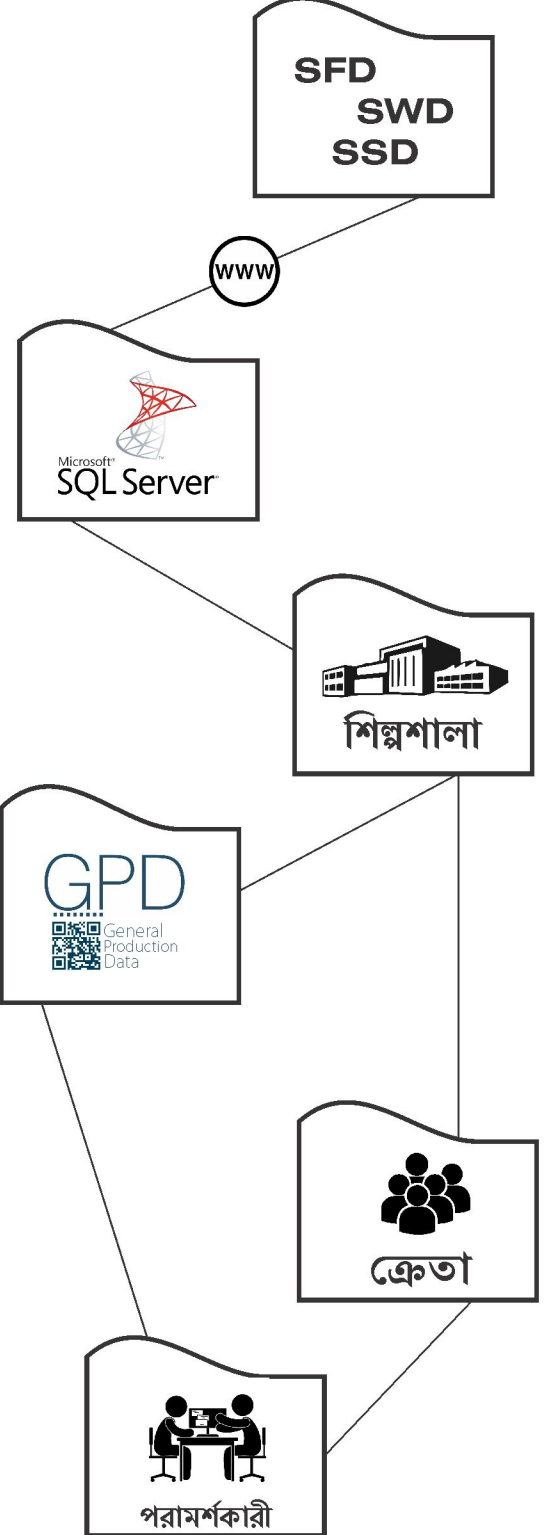 SFD
SWD
SSD
www
Microsoft®
SQL Server®
শিল্পশালা
GPD
General
Production
Data
ক্রেতা
পরামর্শকারী